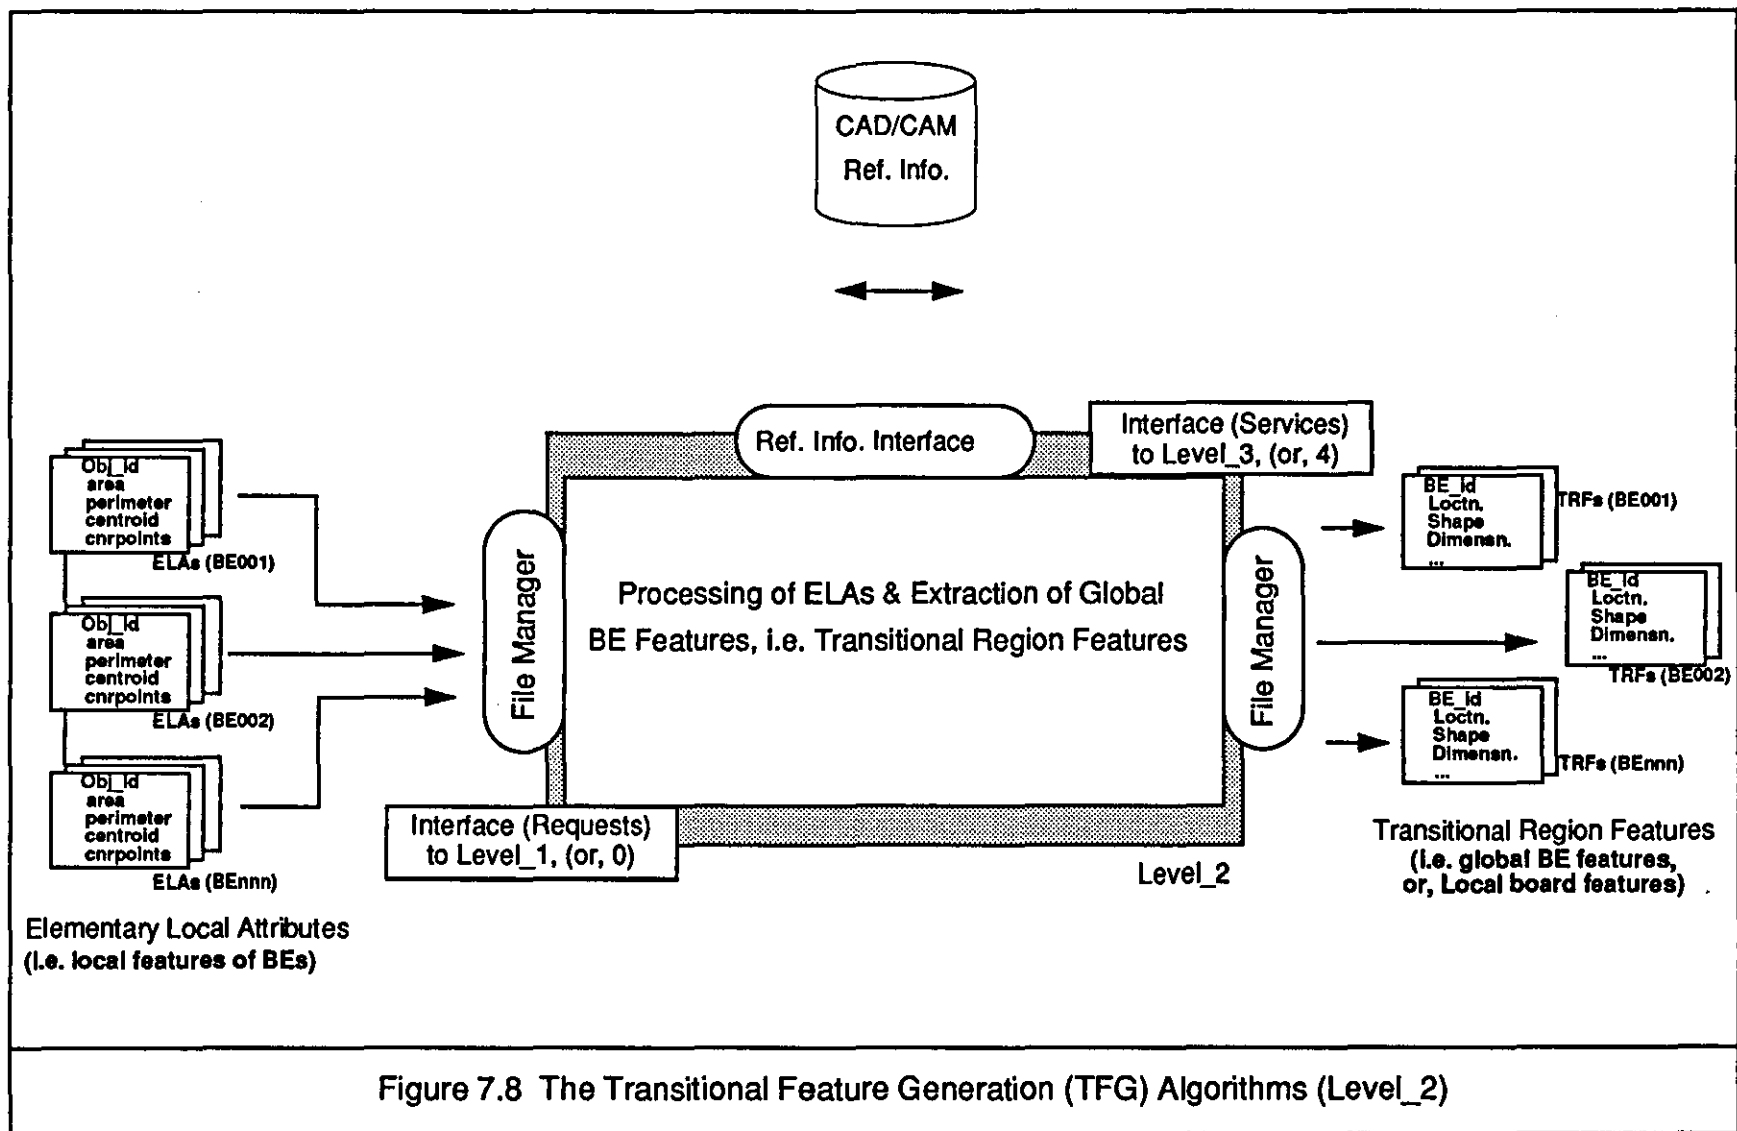 CAD/CAM
Ref. Info.
Ref. Info. Interface
Interface (Services)
to Level_3, (or, 4)
Obj_id
area
perimeter
centroid
cnrpoints
ELAs (BE001)
Obj_id
area
perimeter
centroid
cnrpoints
ELAs (BE002)
Obj_id
area
perimeter
centroid
cnrpoints
ELAs (BEnnn)
Elementary Local Attributes
(i.e. local features of BEs)
File Manager
Processing of ELAs & Extraction of Global
BE Features, i.e. Transitional Region Features
File Manager
Interface (Requests)
to Level_1, (or, 0)
Level_2
BE_id
Loctn.
Shape
Dimensn.
...
TRFs (BE001)
BE_id
Loctn.
Shape
Dimensn.
...
TRFs (BE002)
BE_id
Loctn.
Shape
Dimensn.
...
TRFs (BEnnn)
Transitional Region Features
(i.e. global BE features,
or, Local board features)
Figure 7.8 The Transitional Feature Generation (TFG) Algorithms (Level_2)